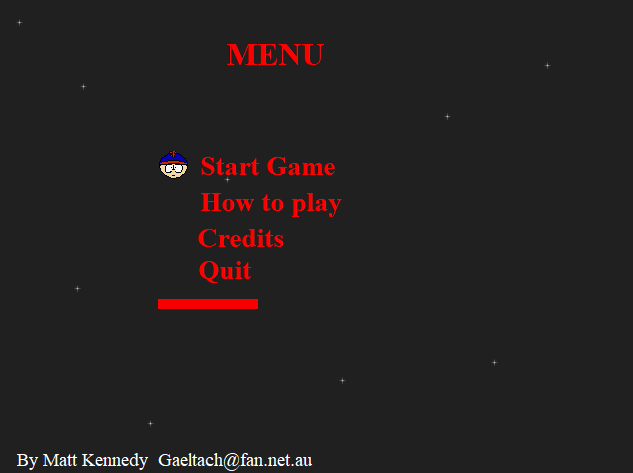 MENU
Start Game
How to play
Credits
Quit
By Matt Kennedy Gaeltach@fan.net.au